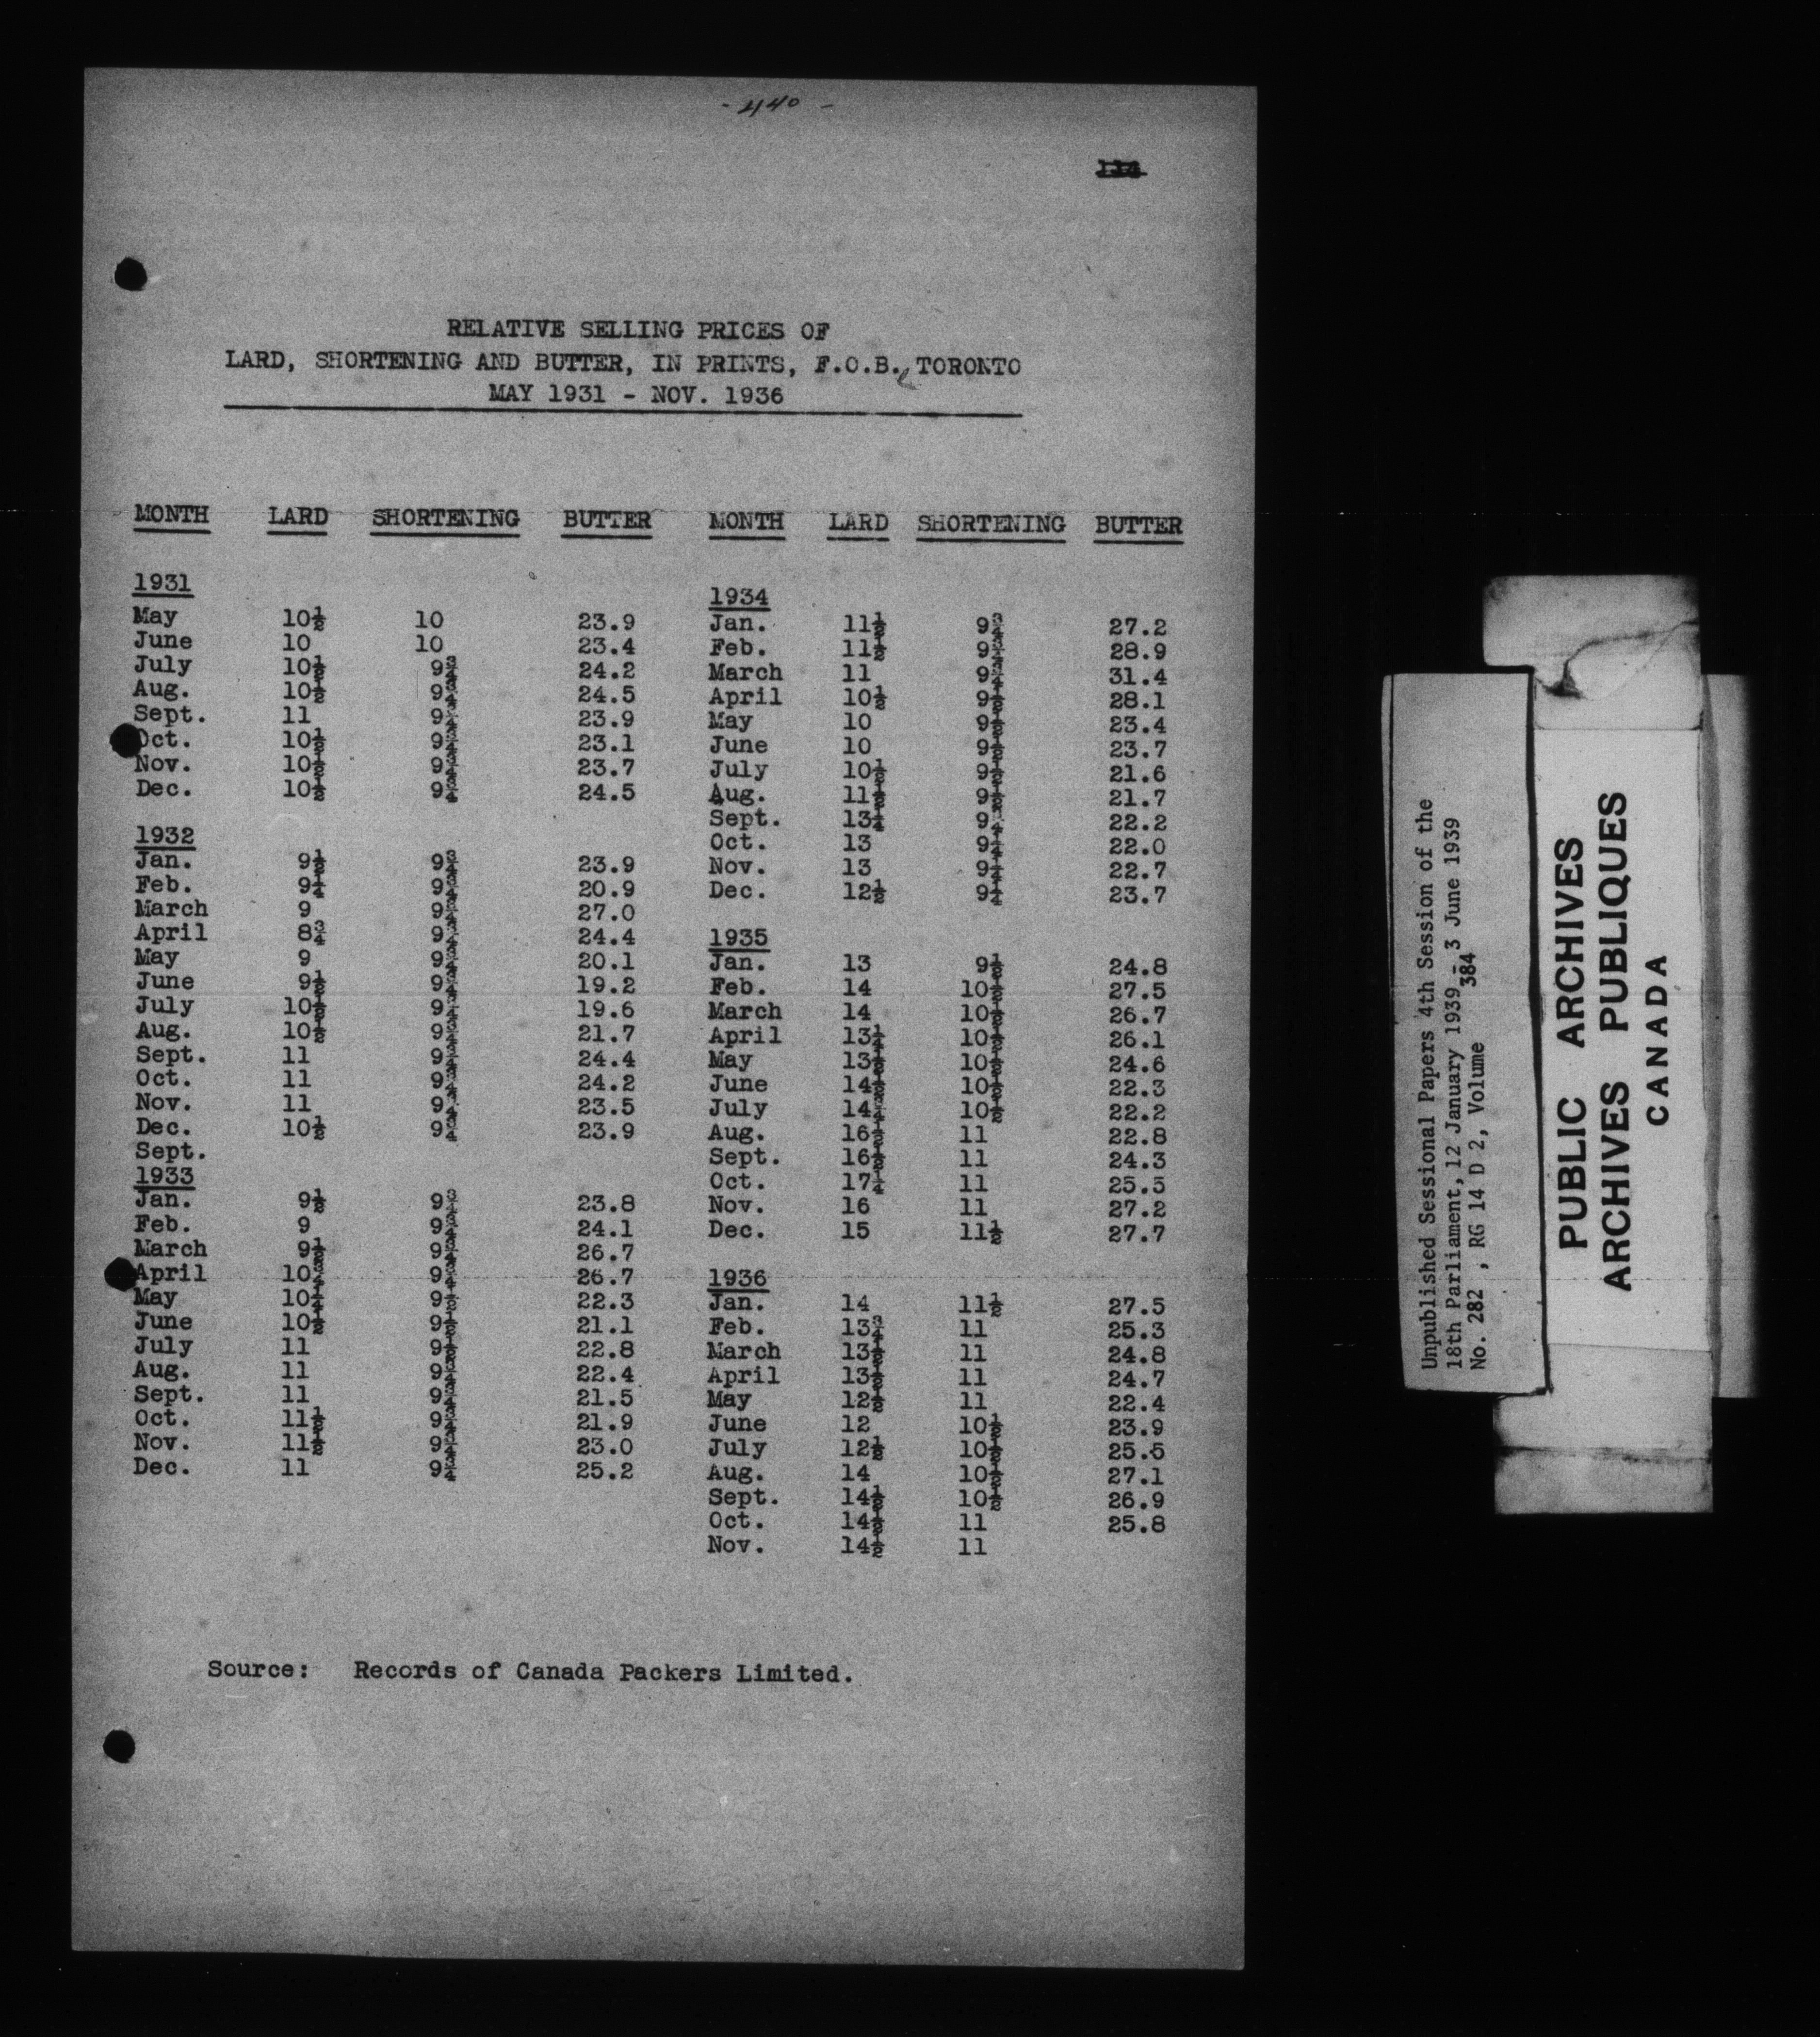 - 440 -
RELATIVE SELLING PRICES OF
LARD, SHORTENING AND BUTTER, IN PRINTS, F.O.B., TORONTO
MAY 1931 - NOV. 1936
MONTH LARD SHORTENING BUTTER MONTH LARD SHORTENING BUTTER
1931
May 10½ 10 23.9
June 10 10 23.4
July 10½ 9¾ 24.2
Aug. 10½ 9¾ 24.5
Sept. 11 9¾ 23.9
Oct. 10½ 9¾ 23.1
Nov. 10½ 9¾ 23.7
Dec. 10½ 9¾ 24.5
1932
Jan. 9½ 9¾ 23.9
Feb. 9¼ 9¾ 20.9
March 9 9¾ 27.0
April 8¾ 9¾ 24.4
May 9 9¾ 20.1
June 9½ 9¾ 19.2
July 10½ 9¾ 19.6
Aug. 10½ 9¾ 21.7
Sept. 11 9¾ 24.4
Oct. 11 9¾ 24.2
Nov. 11 9¾ 23.5
Dec. 10½ 9¾ 23.9
Sept.
1933
Jan. 9½ 9¾ 23.8
Feb. 9 9¾ 24.1
March 9½ 9¾ 26.7
April 10¾ 9½ 26.7
May 10¼ 9½ 22.3
June 10½ 9½ 21.1
July 11 9½ 22.8
Aug. 11 9¾ 22.4
Sept. 11 9¾ 21.5
Oct. 11½ 9¾ 21.9
Nov. 11½ 9¾ 23.0
Dec. 11 9¾ 25.2
1934
Jan. 11½ 9¾ 27.2
Feb. 11½ 9¾ 28.9
March 11 9¾ 31.4
April 10½ 9½ 28.1
May 10 9½ 23.4
June 10 9½ 23.7
July 10½ 9½ 21.6
Aug. 11½ 9½ 21.7
Sept. 13¼ 9¼ 22.2
Oct. 13 9¼ 22.0
Nov. 13 9¼ 22.7
Dec. 12½ 9¼ 23.7
1935
Jan. 13 9½ 24.8
Feb. 14 10½ 27.5
March 14 10½ 26.7
April 13¼ 10½ 26.1
May 13½ 10½ 24.6
June 14½ 10½ 22.3
July 14¼ 10½ 22.2
Aug. 16½ 11 22.8
Sept. 16½ 11 24.3
Oct. 17¼ 11 25.5
Nov. 16 11 27.2
Dec. 15 11½ 27.7
1936
Jan. 14 11½ 27.5
Feb. 13¾ 11 25.3
March 13½ 11 24.8
April 13½ 11 24.7
May 12½ 11 22.4
June 12 10½ 23.9
July 12½ 10½ 25.5
Aug. 14 10½ 27.1
Sept. 14½ 10½ 26.9
Oct. 14½ 11 25.8
Nov. 14½ 11
Source: Records of Canada Packers Limited.
Unpublished Sessional Papers 4th Session of the
18th Parliament, 12 January 1939 - 3 June 1939
No. 282 , RG 14 D 2, Volume 384
PUBLIC ARCHIVES
ARCHIVES PUBLIQUES
CANADA